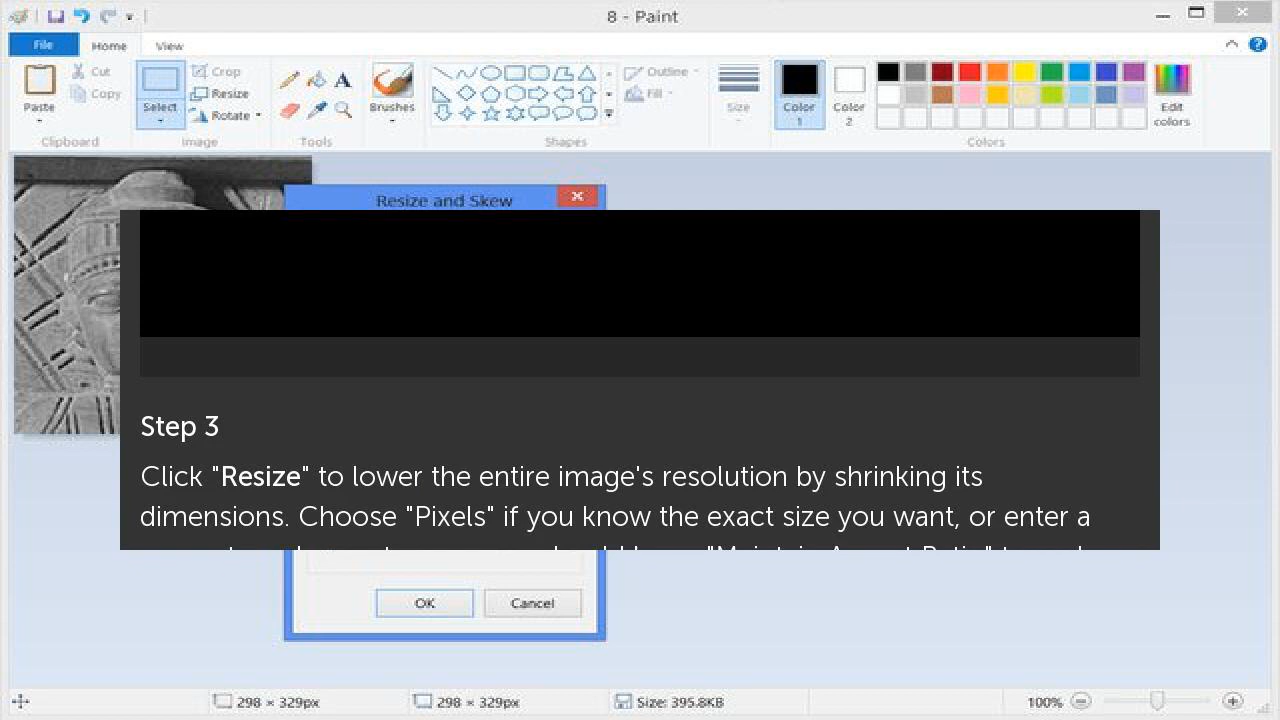 8 - Paint
File
Home
View
Paste
Cut
Copy
Select
Crop
Resize
Rotate
Brushes
Outline
Fill
Size
Color
1
Color
2
Edit
colors
Clipboard
Image
Tools
Shapes
Colors
Resize and Skew
Step 3
Click "Resize" to lower the entire image's resolution by shrinking its
dimensions. Choose "Pixels" if you know the exact size you want, or enter a
OK
Cancel
298 × 329px
298 × 329px
Size: 395.8KB
100%